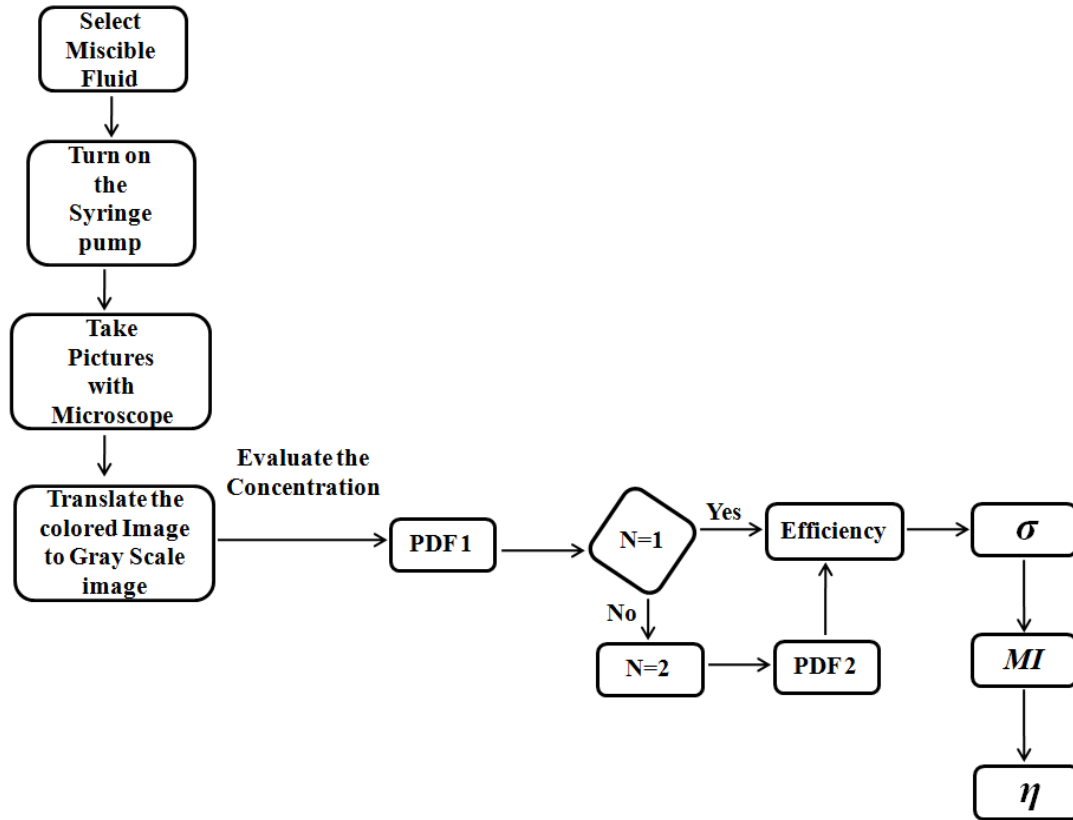 Select
Miscible
Fluid
Turn on
the
Syringe
pump
Take
Pictures
with
Microscope
Translate the
colored Image
to Gray Scale
image
Evaluate the
Concentration
PDF 1
N=1
Yes
No
N=2
PDF 2
Efficiency
σ
MI
η